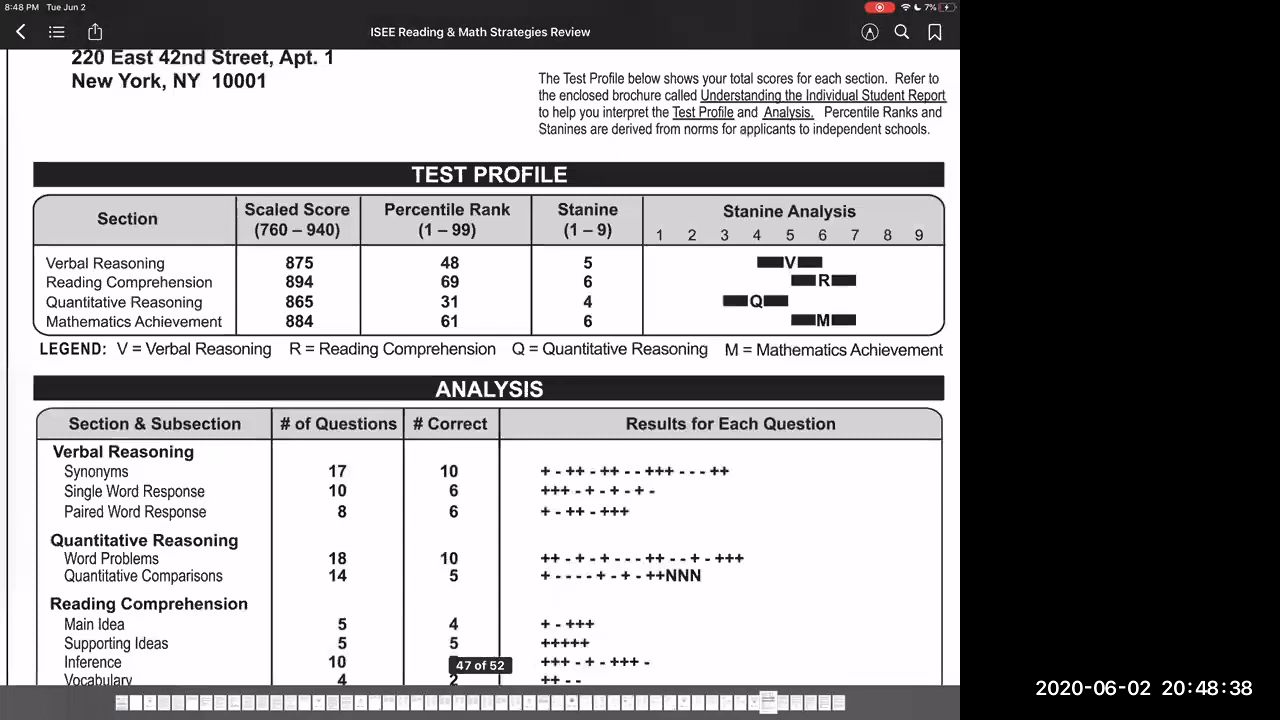 8:48 PM Tue Jun 2
7%
ISEE Reading & Math Strategies Review
220 East 42nd Street, Apt. 1
New York, NY 10001
The Test Profile below shows your total scores for each section. Refer to
the enclosed brochure called Understanding the Individual Student Report
to help you interpret the Test Profile and Analysis. Percentile Ranks and
Stanines are derived from norms for applicants to independent schools.
TEST PROFILE
Section Scaled Score (760 – 940) Percentile Rank (1 – 99) Stanine (1 – 9) Stanine Analysis
1 2 3 4 5 6 7 8 9
Verbal Reasoning 875 48 5 V
Reading Comprehension 894 69 6 R
Quantitative Reasoning 865 31 4 Q
Mathematics Achievement 884 61 6 M
LEGEND: V = Verbal Reasoning R = Reading Comprehension Q = Quantitative Reasoning M = Mathematics Achievement
ANALYSIS
Section & Subsection # of Questions # Correct Results for Each Question
Verbal Reasoning
Synonyms 17 10 + - ++ - ++ - - +++ - - - ++
Single Word Response 10 6 +++ - + - + - + -
Paired Word Response 8 6 + - ++ - +++
Quantitative Reasoning
Word Problems 18 10 ++ - + - + - - - ++ - - + - +++
Quantitative Comparisons 14 5 + - - - - + - + - ++NNN
Reading Comprehension
Main Idea 5 4 + - +++
Supporting Ideas 5 5 +++++
Inference 10 +++ - + - +++ -
47 of 52
Vocabulary 4 2 ++ - -
2020-06-02 20:48:38